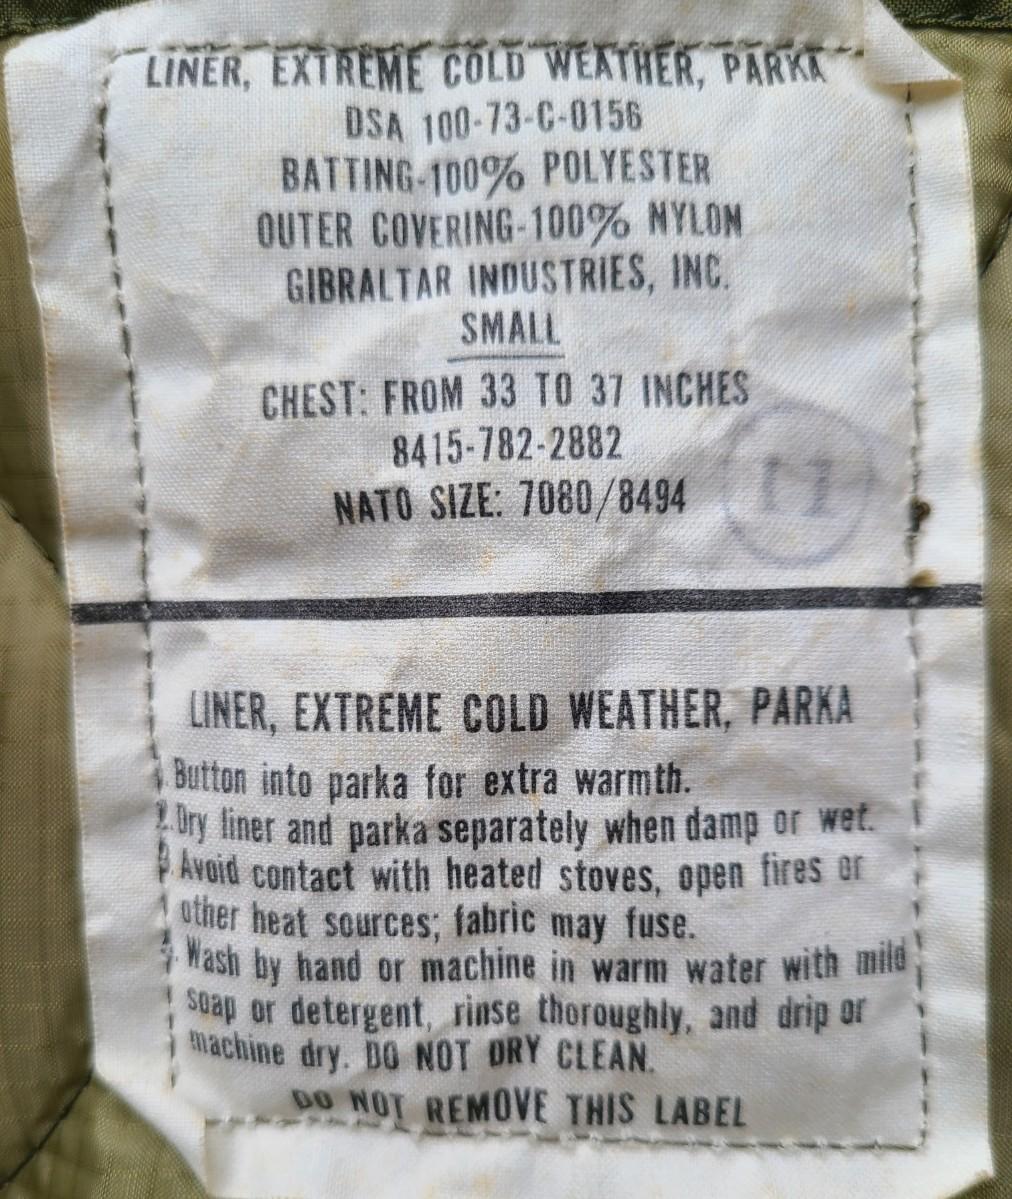 LINER, EXTREME COLD WEATHER, PARKA
DSA 100-73-C-0156
BATTING-100% POLYESTER
OUTER COVERING-100% NYLON
GIBRALTAR INDUSTRIES, INC.
SMALL
CHEST: FROM 33 TO 37 INCHES
8415-782-2882
NATO SIZE: 7080/8494
LINER, EXTREME COLD WEATHER, PARKA
1. Button into parka for extra warmth.
2. Dry liner and parka separately when damp or wet.
3. Avoid contact with heated stoves, open fires or
other heat sources; fabric may fuse.
4. Wash by hand or machine in warm water with mild
soap or detergent, rinse thoroughly, and drip or
machine dry. DO NOT DRY CLEAN.
DO NOT REMOVE THIS LABEL